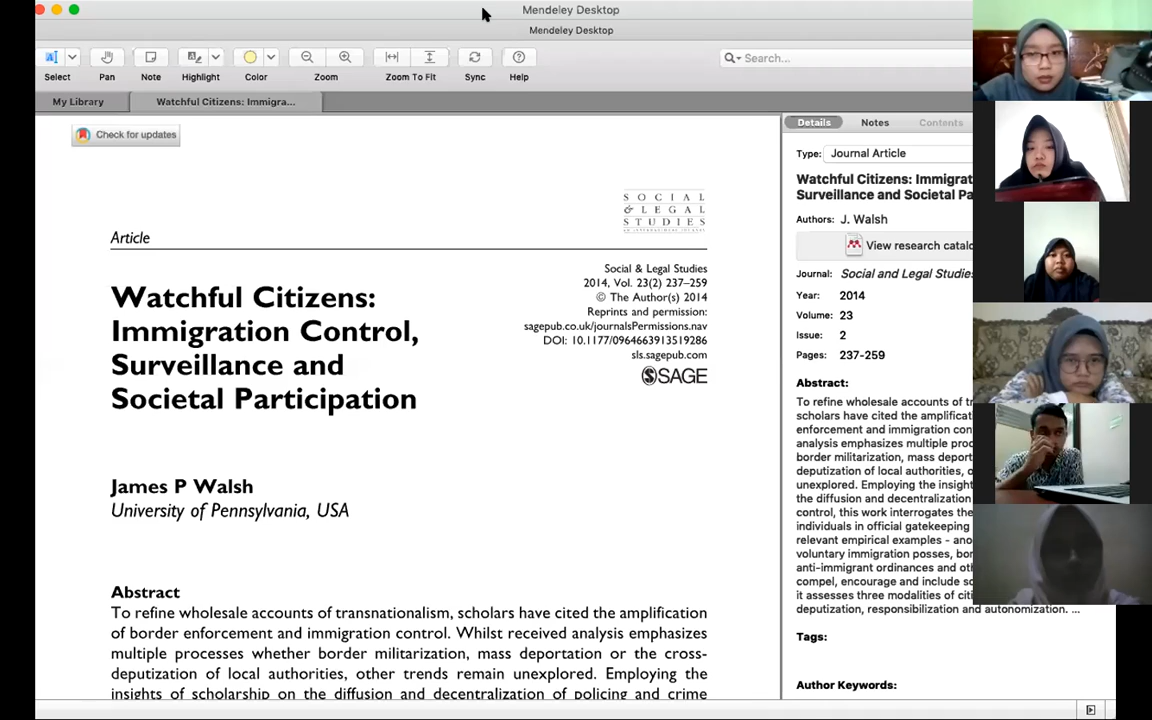 Mendeley Desktop
Mendeley Desktop
Select
Pan
Note
Highlight
Color
Zoom
Zoom To Fit
Sync
Help
Search...
My Library
Watchful Citizens: Immigra...
Check for updates
SOCIAL
& LEGAL
STUDIES
Article
Social & Legal Studies
2014, Vol. 23(2) 237–259
© The Author(s) 2014
Reprints and permission:
sagepub.co.uk/journalsPermissions.nav
DOI: 10.1177/0964663913519286
sls.sagepub.com
SAGE
Watchful Citizens:
Immigration Control,
Surveillance and
Societal Participation
James P Walsh
University of Pennsylvania, USA
Abstract
To refine wholesale accounts of transnationalism, scholars have cited the amplification
of border enforcement and immigration control. Whilst received analysis emphasizes
multiple processes whether border militarization, mass deportation or the cross-
deputization of local authorities, other trends remain unexplored. Employing the
insights of scholarship on the diffusion and decentralization of policing and crime
Details
Notes
Contents
Type: Journal Article
Watchful Citizens: Immigrat
Surveillance and Societal Pa
Authors: J. Walsh
View research catalo
Journal: Social and Legal Studies
Year: 2014
Volume: 23
Issue: 2
Pages: 237-259
Abstract:
To refine wholesale accounts of tr
scholars have cited the amplificat
enforcement and immigration con
analysis emphasizes multiple proc
border militarization, mass deport
deputization of local authorities, o
unexplored. Employing the insight
the diffusion and decentralization
control, this work interrogates the
individuals in official gatekeeping
relevant empirical examples - ano
voluntary immigration posses, bor
anti-immigrant ordinances and oth
compel, encourage and include so
it assesses three modalities of citi
deputization, responsibilization and autonomization. ...
Tags:
Author Keywords: